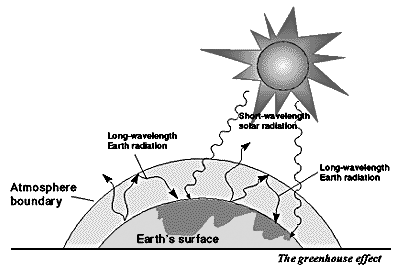 Short-wavelength
solar radiation
Long-wavelength
Earth radiation
Long-wavelength
Earth radiation
Atmosphere
boundary
Earth's surface
The greenhouse effect